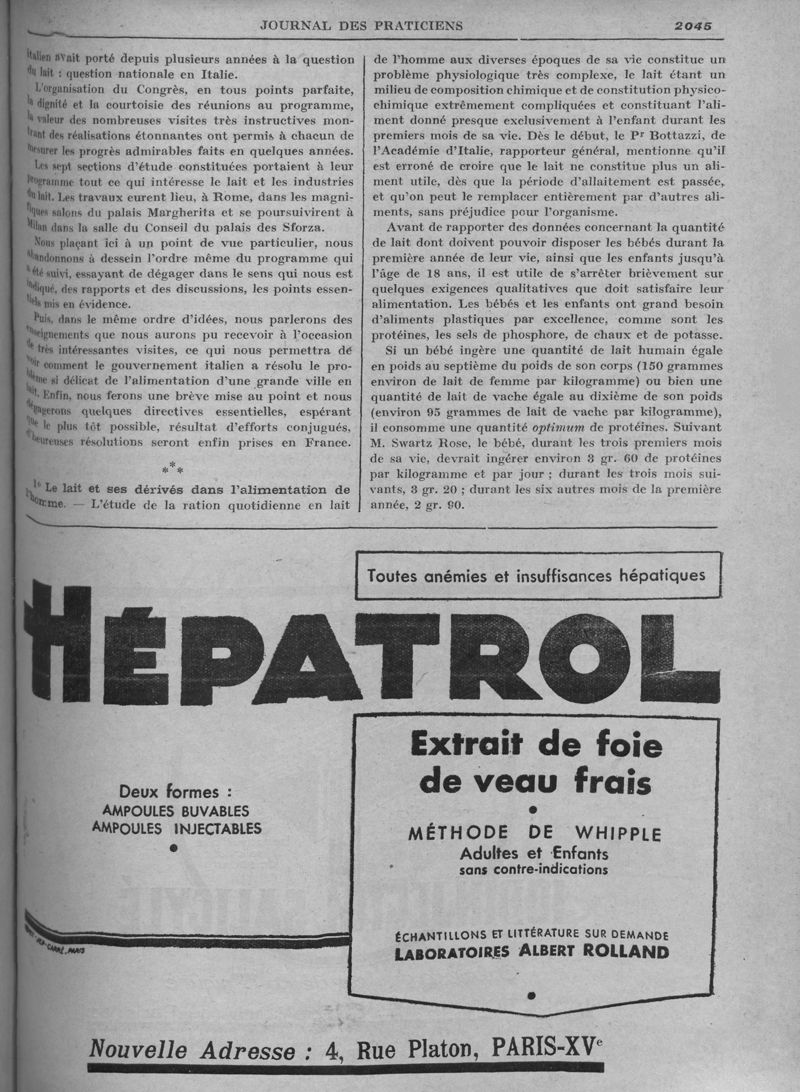 JOURNAL DES PRATICIENS
2045
italien avait porté depuis plusieurs années à la question
du lait : question nationale en Italie.
L'organisation du Congrès, en tous points parfaite,
la dignité et la courtoisie des réunions au programme,
la valeur des nombreuses visites très instructives mon-
trant des réalisations étonnantes ont permis à chacun de
mesurer les progrès admirables faits en quelques années.
Les sept sections d'étude constituées portaient à leur
programme tout ce qui intéresse le lait et les industries
du lait. Les travaux eurent lieu, à Rome, dans les magni-
fiques salons du palais Margherita et se poursuivirent à
Milan dans la salle du Conseil du palais des Sforza.
Nous plaçant ici à un point de vue particulier, nous
abandonnons à dessein l'ordre même du programme qui
a été suivi, essayant de dégager dans le sens qui nous est
indiqué, des rapports et des discussions, les points essen-
tiels mis en évidence.
Puis, dans le même ordre d'idées, nous parlerons des
enseignements que nous aurons pu recevoir à l'occasion
de très intéressantes visites, ce qui nous permettra de
voir comment le gouvernement italien a résolu le pro-
blème si délicat de l'alimentation d'une grande ville en
lait. Enfin, nous ferons une brève mise au point et nous
dégagerons quelques directives essentielles, espérant
que le plus tôt possible, résultat d'efforts conjugués,
d'heureuses résolutions seront enfin prises en France.
*
* *
1° Le lait et ses dérivés dans l'alimentation de
l'homme. — L'étude de la ration quotidienne en lait
de l'homme aux diverses époques de sa vie constitue un
problème physiologique très complexe, le lait étant un
milieu de composition chimique et de constitution physico-
chimique extrêmement compliquées et constituant l'ali-
ment donné presque exclusivement à l'enfant durant les
premiers mois de sa vie. Dès le début, le Pr Bottazzi, de
l'Académie d'Italie, rapporteur général, mentionne qu'il
est erroné de croire que le lait ne constitue plus un ali-
ment utile, dès que la période d'allaitement est passée,
et qu'on peut le remplacer entièrement par d'autres ali-
ments, sans préjudice pour l'organisme.
Avant de rapporter des données concernant la quantité
de lait dont doivent pouvoir disposer les bébés durant la
première année de leur vie, ainsi que les enfants jusqu'à
l'âge de 18 ans, il est utile de s'arrêter brièvement sur
quelques exigences qualitatives que doit satisfaire leur
alimentation. Les bébés et les enfants ont grand besoin
d'aliments plastiques par excellence, comme sont les
protéines, les sels de phosphore, de chaux et de potasse.
Si un bébé ingère une quantité de lait humain égale
en poids au septième du poids de son corps (150 grammes
environ de lait de femme par kilogramme) ou bien une
quantité de lait de vache égale au dixième de son poids
(environ 95 grammes de lait de vache par kilogramme),
il consomme une quantité optimum de protéines. Suivant
M. Swartz Rose, le bébé, durant les trois premiers mois
de sa vie, devrait ingérer environ 3 gr. 60 de protéines
par kilogramme et par jour ; durant les trois mois sui-
vants, 3 gr. 20 ; durant les six autres mois de la première
année, 2 gr. 90.
Toutes anémies et insuffisances hépatiques
HÉPATROL
Deux formes :
AMPOULES BUVABLES
AMPOULES INJECTABLES
Extrait de foie
de veau frais
MÉTHODE DE WHIPPLE
Adultes et Enfants
sans contre-indications
ÉCHANTILLONS ET LITTÉRATURE SUR DEMANDE
LABORATOIRES ALBERT ROLLAND
Nouvelle Adresse : 4, Rue Platon, PARIS-XVe